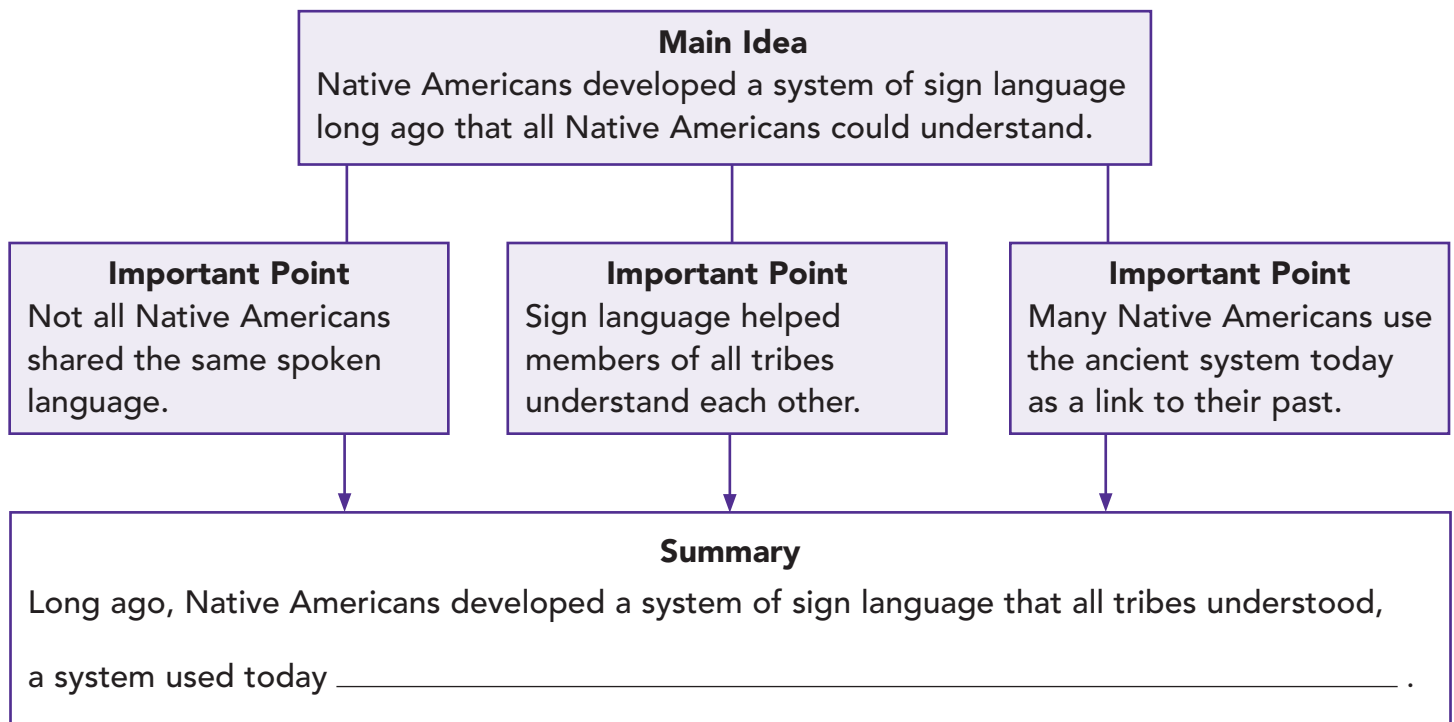 Main Idea
Native Americans developed a system of sign language
long ago that all Native Americans could understand.
Important Point
Not all Native Americans
shared the same spoken
language.
Important Point
Sign language helped
members of all tribes
understand each other.
Important Point
Many Native Americans use
the ancient system today
as a link to their past.
Summary
Long ago, Native Americans developed a system of sign language that all tribes understood,
a system used today ______________________________ .